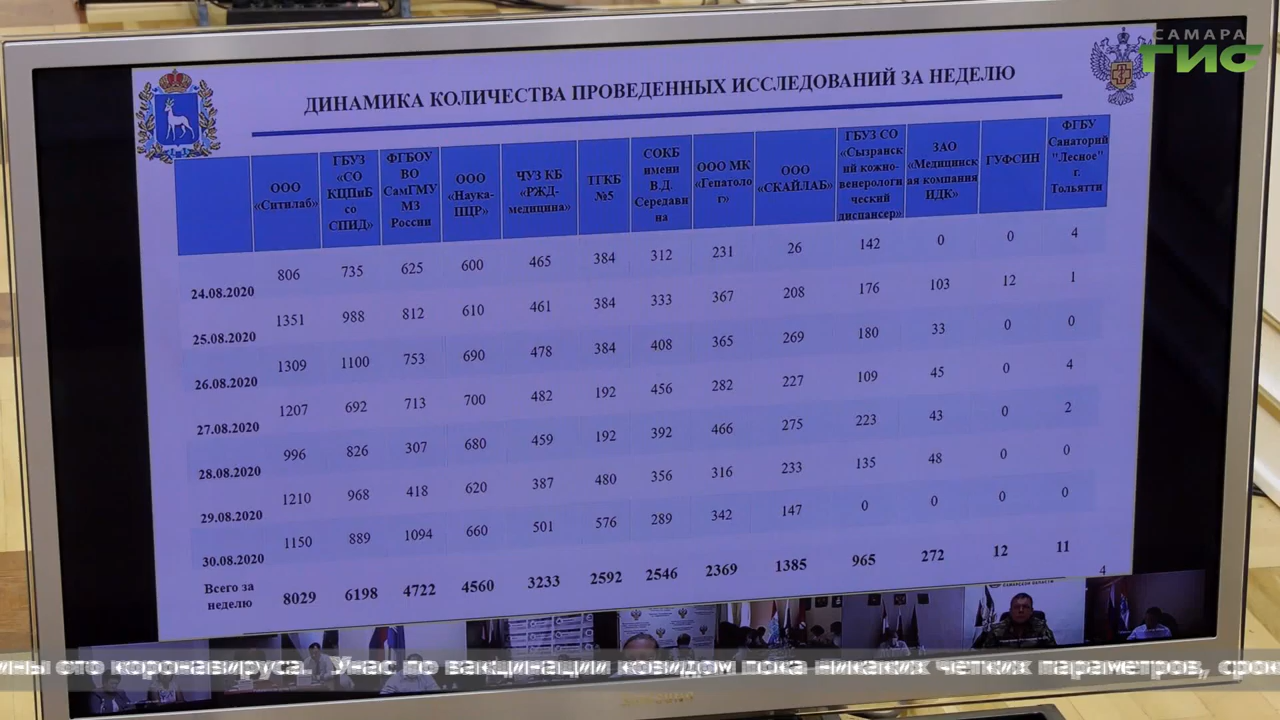 САМАРА
ГИС
ДИНАМИКА КОЛИЧЕСТВА ПРОВЕДЕННЫХ ИССЛЕДОВАНИЙ ЗА НЕДЕЛЮ
ООО «Ситилаб»
ГБУЗ «СО КЦПиБ со СПИД»
ФГБОУ ВО СамГМУ МЗ России
ООО «Наука-ПЦР»
ЧУЗ КБ «РЖД-медицина»
ТГКБ №5
СОКБ имени В.Д. Середавина
ООО МК «Гепатолог»
ООО «СКАЙЛАБ»
ГБУЗ СО «Сызранский кожно-венерологический диспансер»
ЗАО «Медицинская компания ИДК»
ГУФСИН
ФГБУ Санаторий "Лесное" г. Тольятти
24.08.2020 806 735 625 600 465 384 312 231 26 142 0 0 4
25.08.2020 1351 988 812 610 461 384 333 367 208 176 103 12 1
26.08.2020 1309 1100 753 690 478 384 408 365 269 180 33 0 0
27.08.2020 1207 692 713 700 482 192 456 282 227 109 45 0 4
28.08.2020 996 826 307 680 459 192 392 466 275 223 43 0 2
29.08.2020 1210 968 418 620 387 480 356 316 233 135 48 0 0
30.08.2020 1150 889 1094 660 501 576 289 342 147 0 0 0 0
Всего за неделю 8029 6198 4722 4560 3233 2592 2546 2369 1385 965 272 12 11
4
ины ото коронавируса. У нас по вакцинации ковидом пока никаких четких параметров, срок